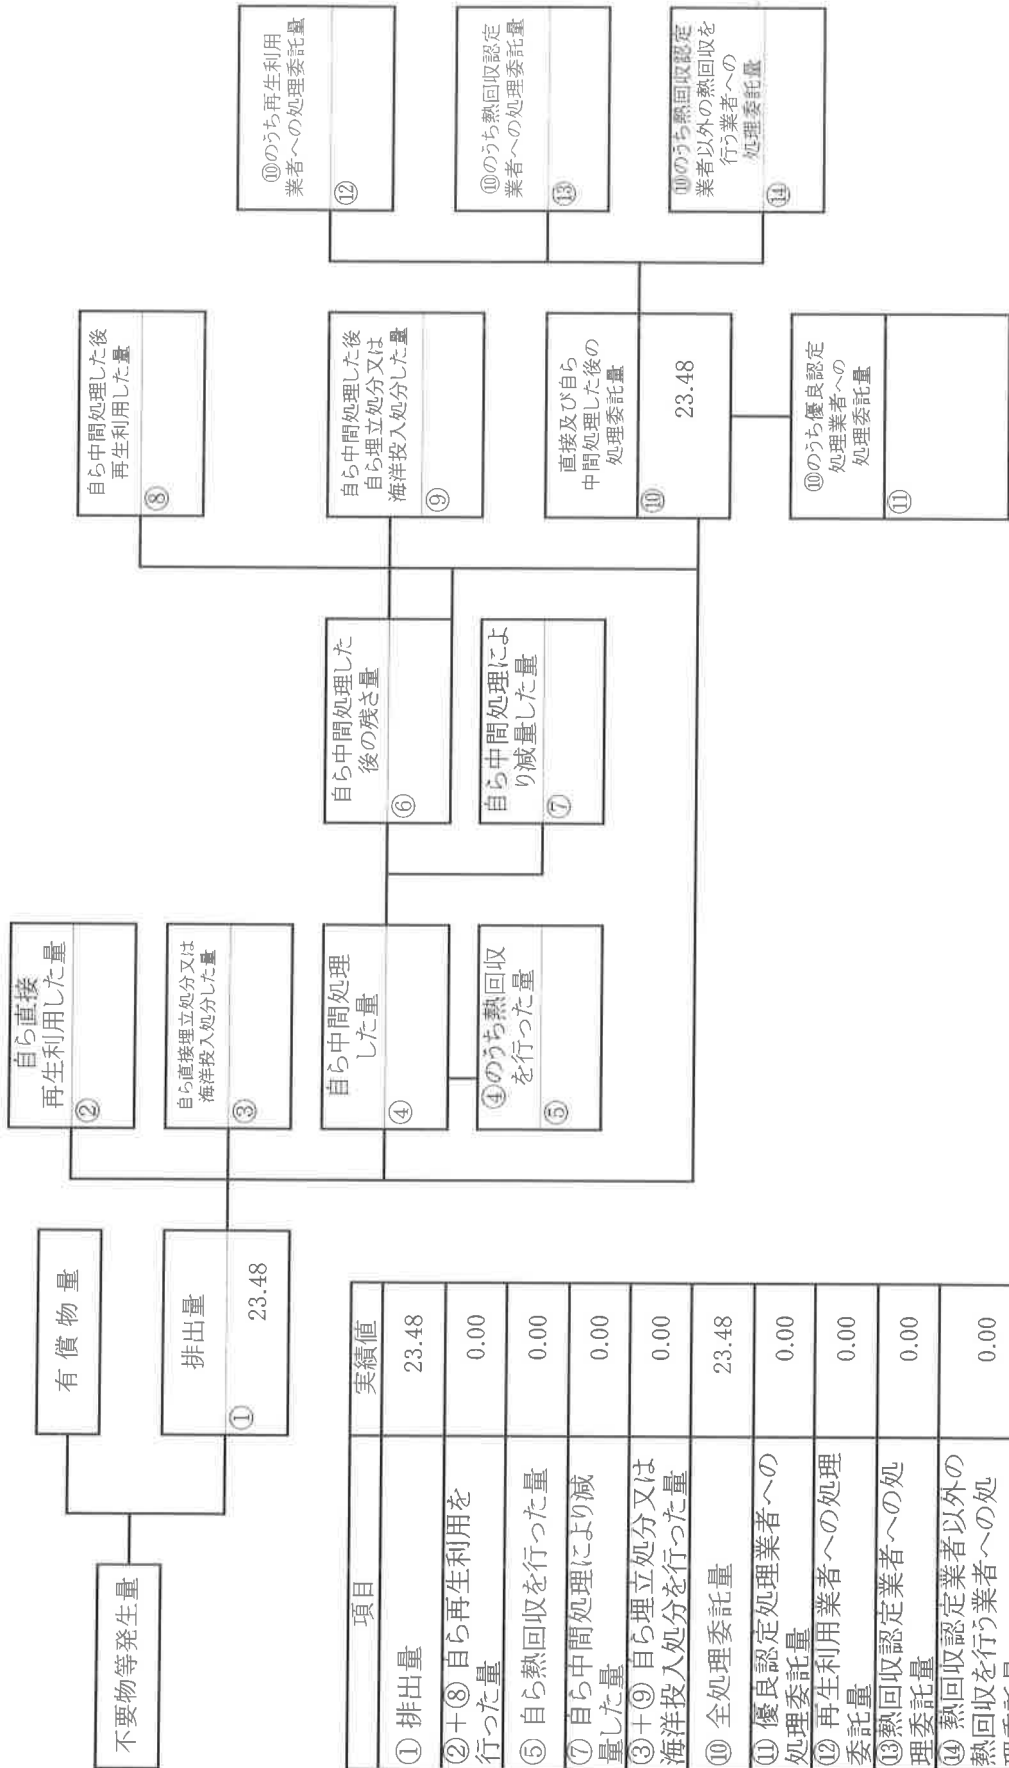 不要物等発生量
有償物量
排出量
①
23.48
自ら直接
再生利用した量
②
自ら直接埋立処分又は
海洋投入処分した量
③
自ら中間処理
した量
④
④のうち熱回収
を行った量
⑤
自ら中間処理した
後の残さ量
⑥
自ら中間処理によ
り減量した量
⑦
自ら中間処理した後
再生利用した量
⑧
自ら中間処理した後
自ら埋立処分又は
海洋投入処分した量
⑨
直接及び自ら
中間処理した後の
処理委託量
⑩
23.48
⑩のうち優良認定
処理業者への
処理委託量
⑪
⑩のうち再生利用
業者への処理委託量
⑫
⑩のうち熱回収認定
業者への処理委託量
⑬
⑩のうち熱回収認定
業者以外の熱回収を
行う業者への
処理委託量
⑭
項目 実績値
① 排出量 23.48
②+⑧ 自ら再生利用を
行った量 0.00
⑤ 自ら熱回収を行った量 0.00
⑦ 自ら中間処理により減
量した量 0.00
③+⑨ 自ら埋立処分又は
海洋投入処分を行った量 0.00
⑩ 全処理委託量 23.48
⑪ 優良認定処理業者への
処理委託量 0.00
⑫ 再生利用業者への処理
委託量 0.00
⑬熱回収認定業者への処
理委託量 0.00
⑭ 熱回収認定業者以外の
熱回収を行う業者への処 0.00